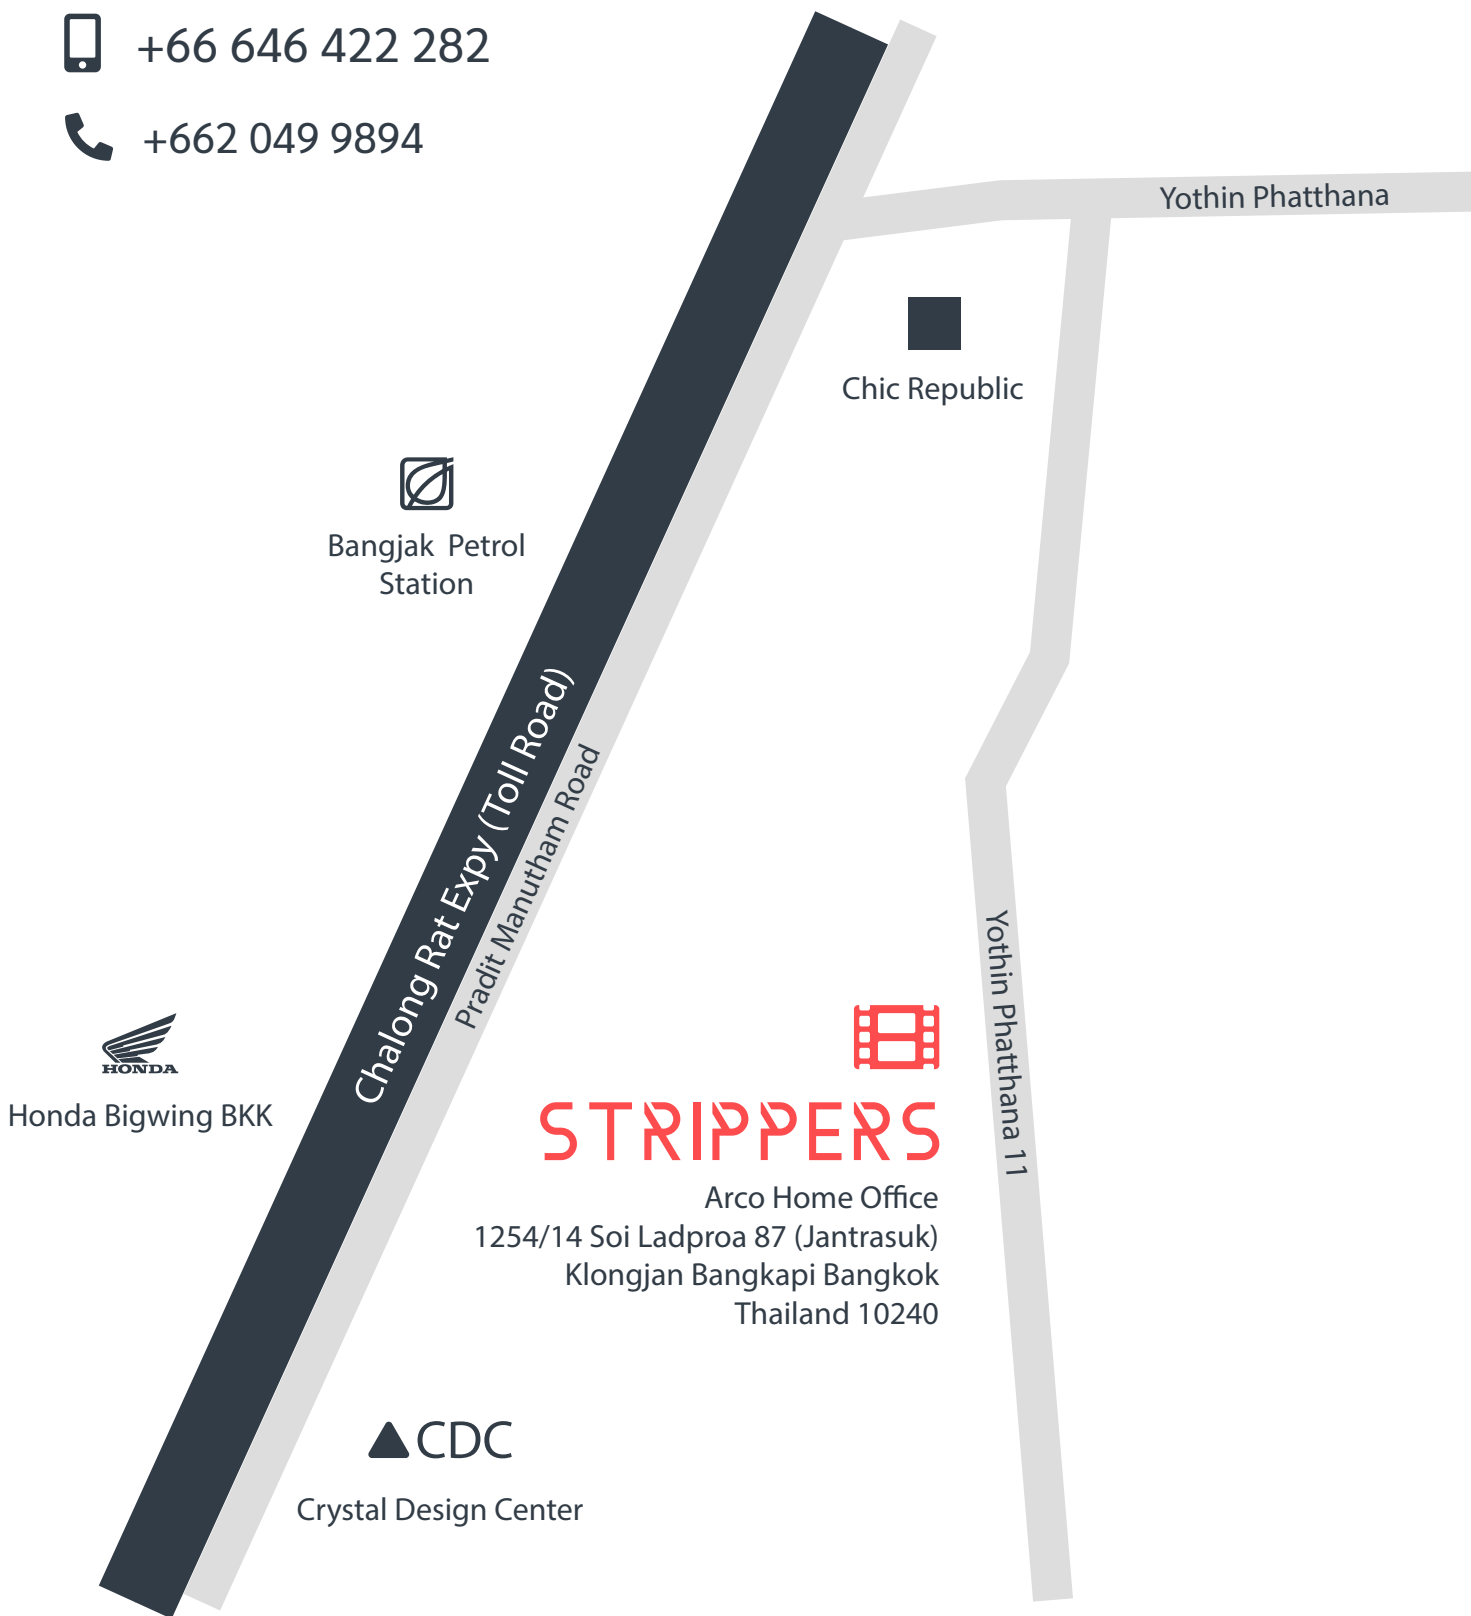 +66 646 422 282
+662 049 9894
Yothin Phatthana
Chic Republic
Bangjak Petrol
Station
Chalong Rat Expy (Toll Road)
Pradit Manutham Road
Yothin Phatthana 11
HONDA
Honda Bigwing BKK
STRIPPERS
Arco Home Office
1254/14 Soi Ladproa 87 (Jantrasuk)
Klongjan Bangkapi Bangkok
Thailand 10240
CDC
Crystal Design Center